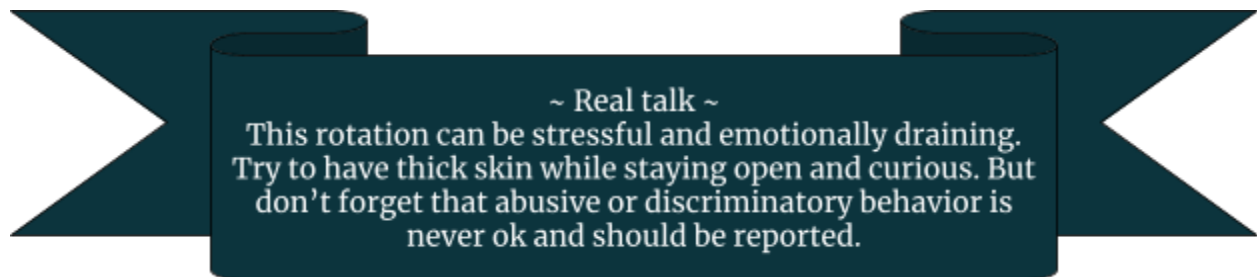 ~ Real talk ~
This rotation can be stressful and emotionally draining.
Try to have thick skin while staying open and curious. But
don’t forget that abusive or discriminatory behavior is
never ok and should be reported.